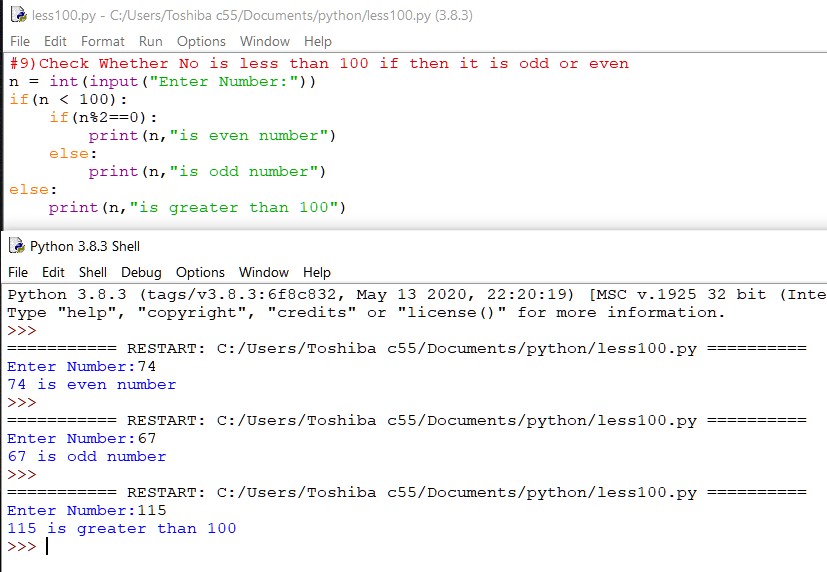 less100.py - C:/Users/Toshiba c55/Documents/python/less100.py (3.8.3)
File Edit Format Run Options Window Help
#9)Check Whether No is less than 100 if then it is odd or even
n = int(input("Enter Number:"))
if(n < 100):
    if(n%2==0):
        print(n,"is even number")
    else:
        print(n,"is odd number")
else:
    print(n,"is greater than 100")
Python 3.8.3 Shell
File Edit Shell Debug Options Window Help
Python 3.8.3 (tags/v3.8.3:6f8c832, May 13 2020, 22:20:19) [MSC v.1925 32 bit (Inte
Type "help", "copyright", "credits" or "license()" for more information.
>>>
=========== RESTART: C:/Users/Toshiba c55/Documents/python/less100.py ==========
Enter Number:74
74 is even number
>>>
=========== RESTART: C:/Users/Toshiba c55/Documents/python/less100.py ==========
Enter Number:67
67 is odd number
>>>
=========== RESTART: C:/Users/Toshiba c55/Documents/python/less100.py ==========
Enter Number:115
115 is greater than 100
>>>